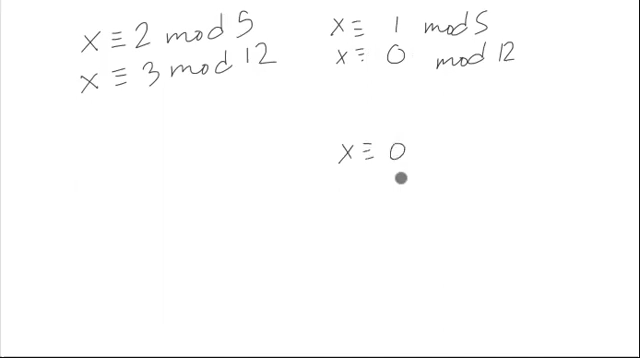 x ≡ 2 mod 5
x ≡ 3 mod 12
x ≡ 1 mod 5
x ≡ 0 mod 12
x ≡ 0